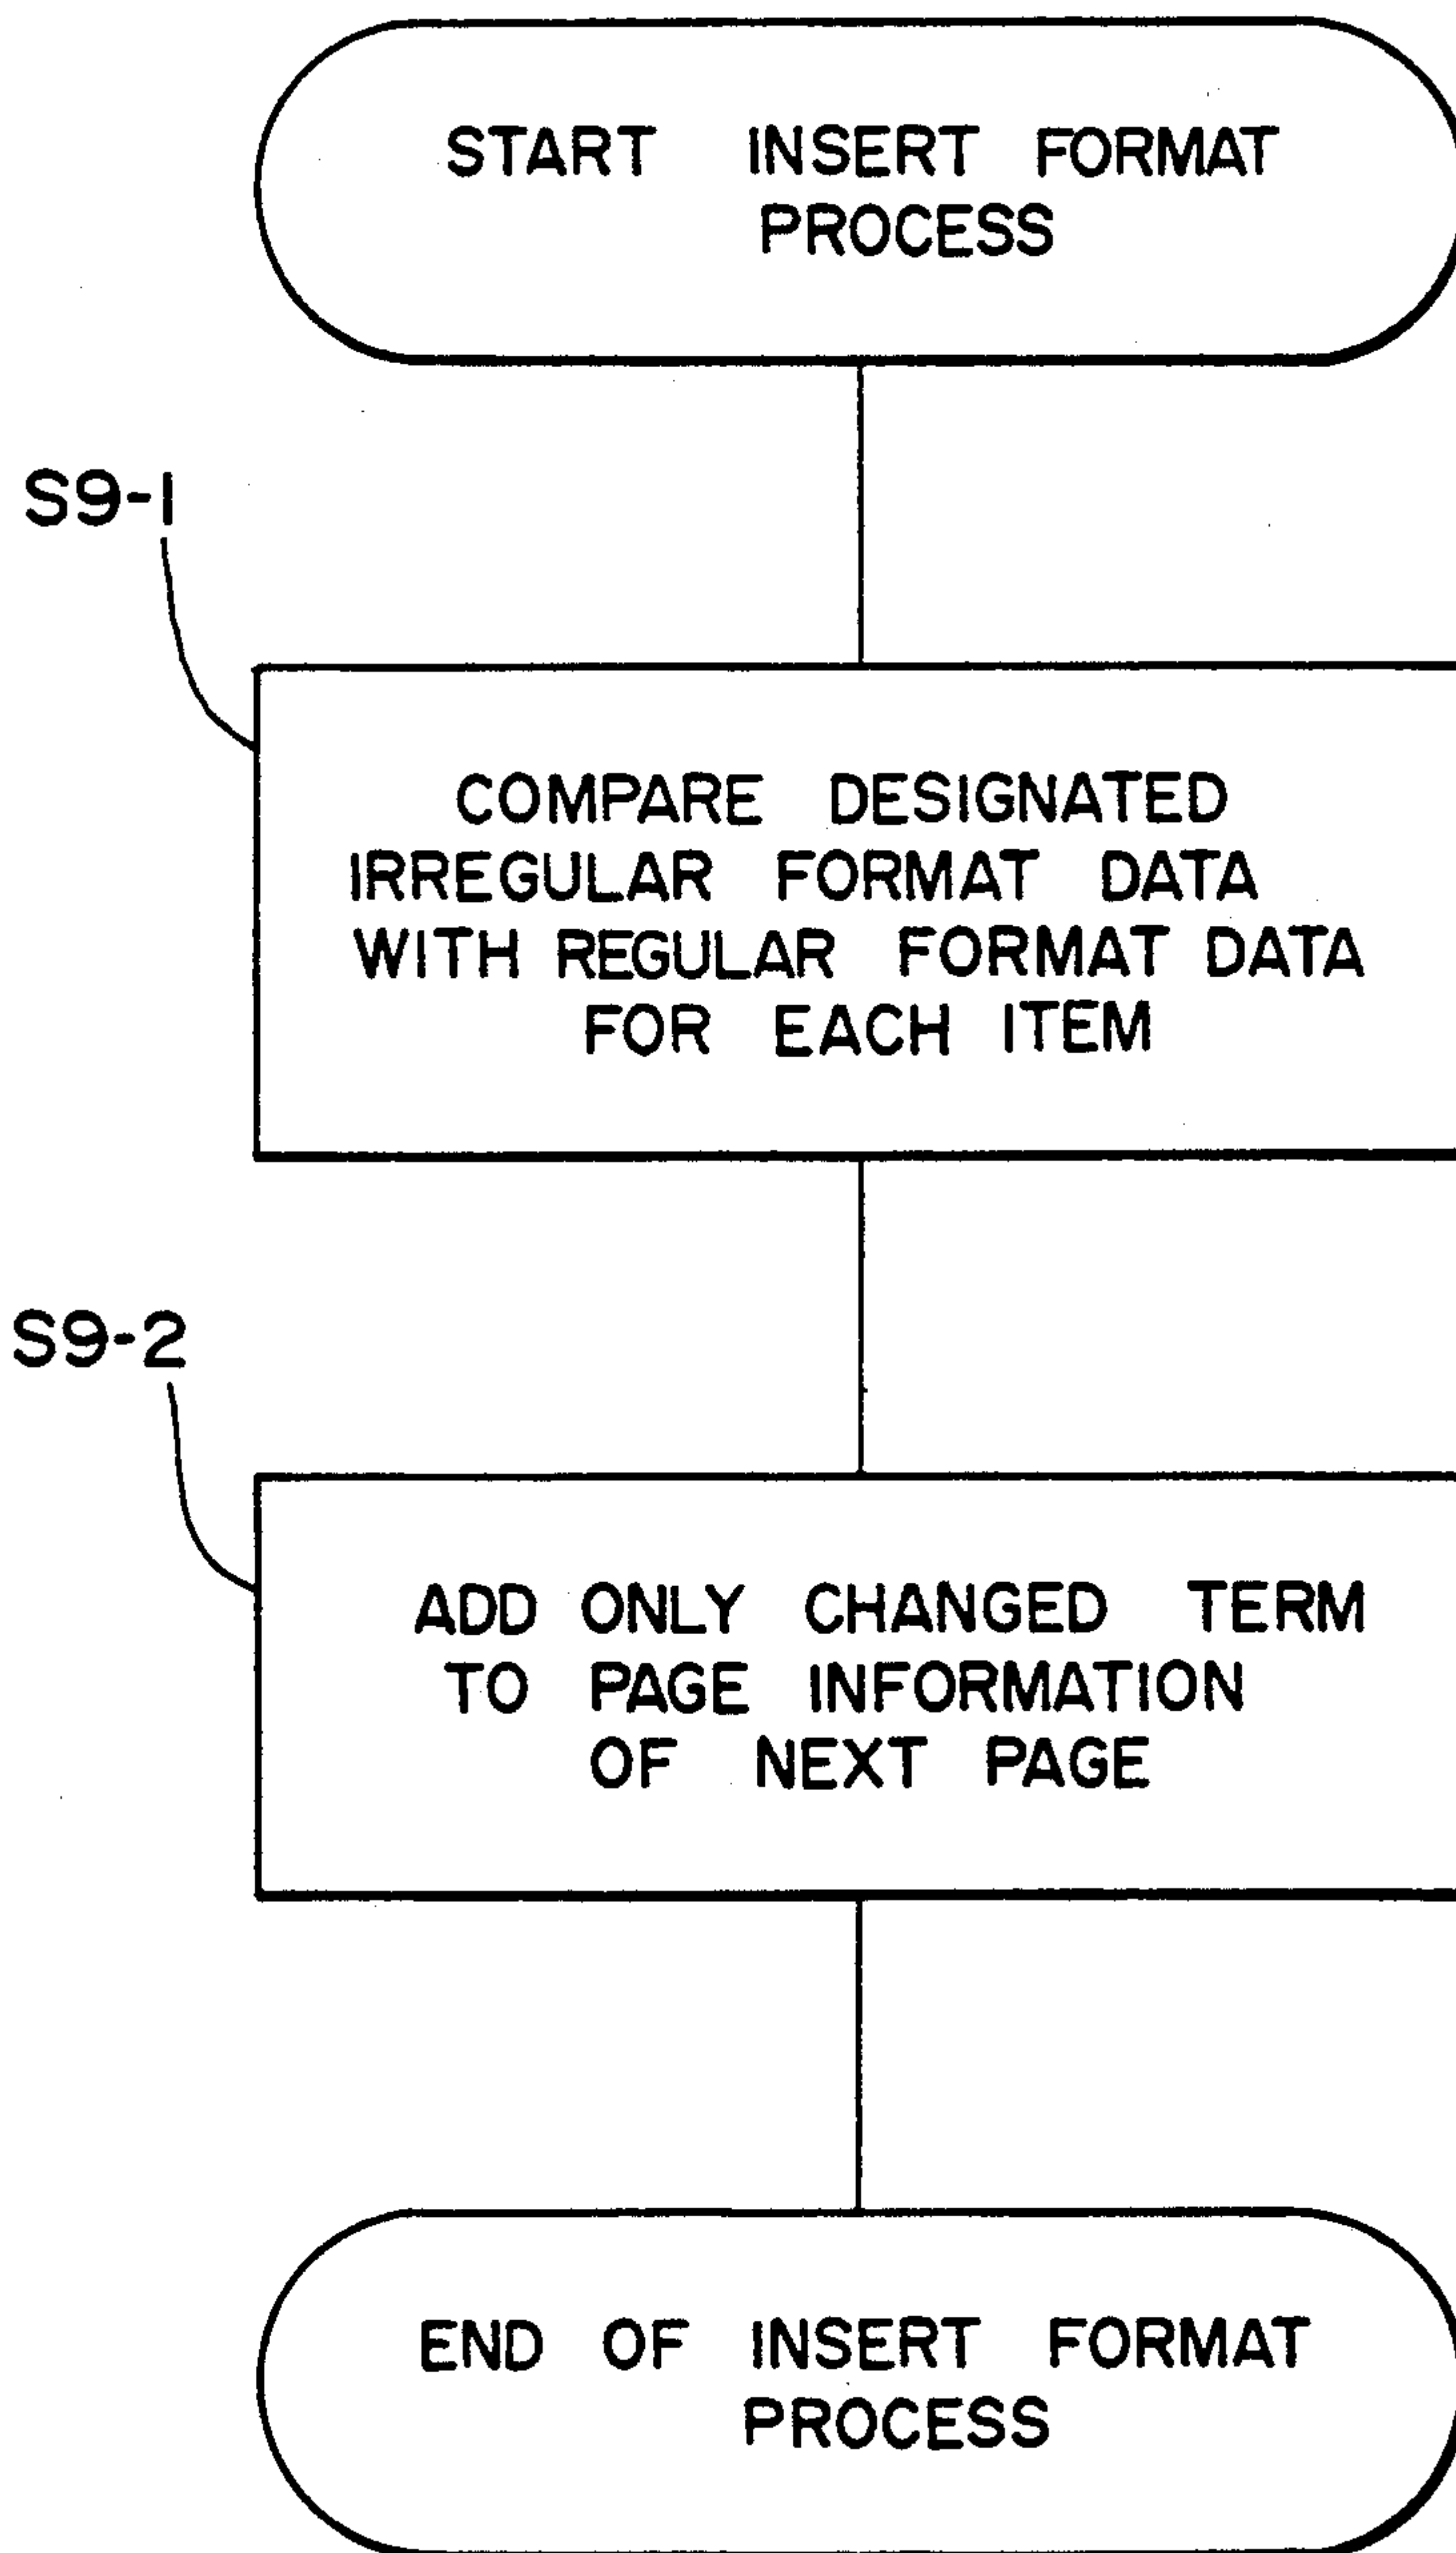 START INSERT FORMAT
PROCESS
S9-1
COMPARE DESIGNATED
IRREGULAR FORMAT DATA
WITH REGULAR FORMAT DATA
FOR EACH ITEM
S9-2
ADD ONLY CHANGED TERM
TO PAGE INFORMATION
OF NEXT PAGE
END OF INSERT FORMAT
PROCESS